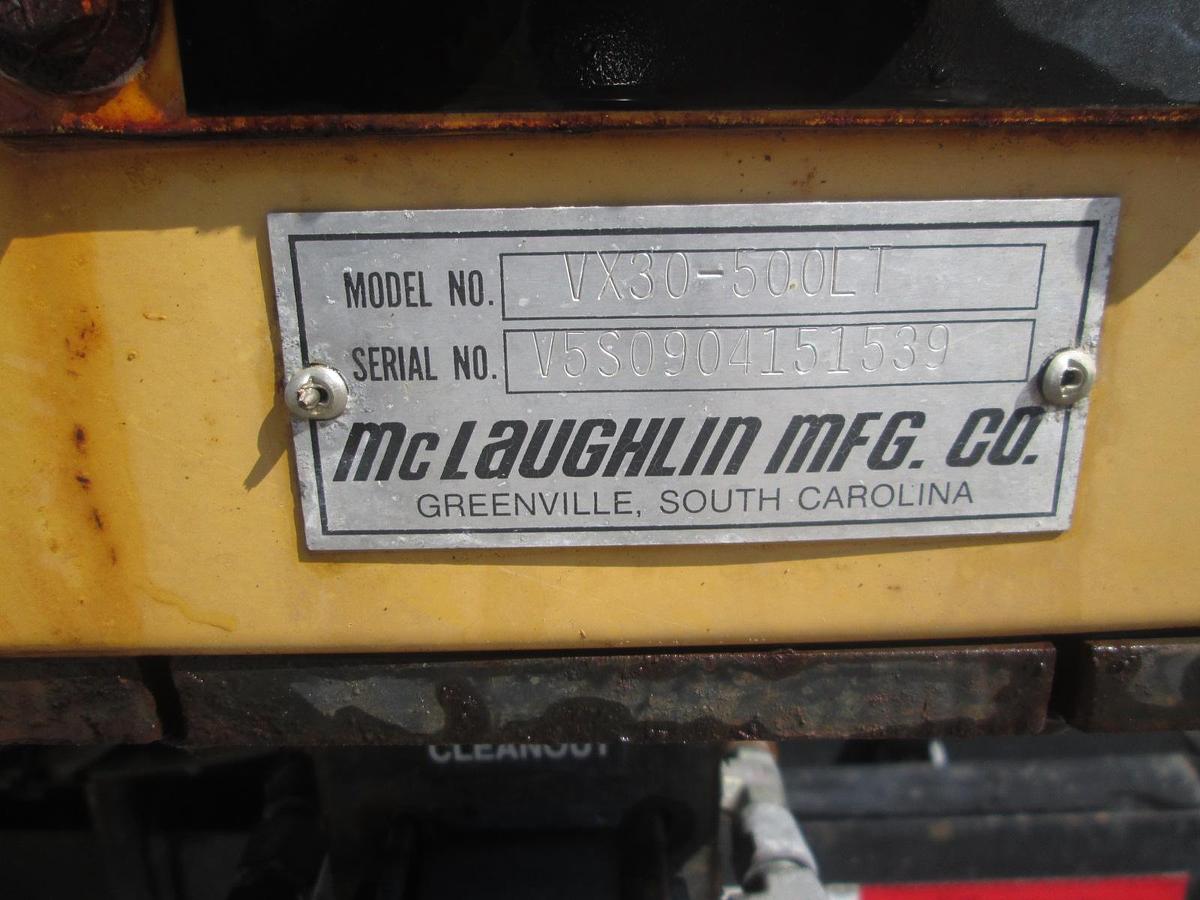 MODEL NO. VX30-500LT
SERIAL NO. V5S0904151539
McLAUGHLIN MFG. CO.
GREENVILLE, SOUTH CAROLINA
CLEANOUT